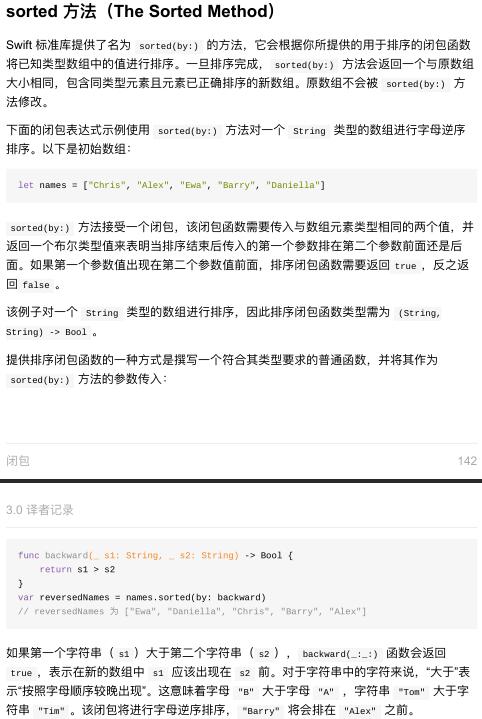 sorted 方法（The Sorted Method）
Swift 标准库提供了名为 sorted(by:) 的方法，它会根据你所提供的用于排序的闭包函数
将已知类型数组中的值进行排序。一旦排序完成，sorted(by:) 方法会返回一个与原数组
大小相同，包含同类型元素且元素已正确排序的新数组。原数组不会被 sorted(by:) 方
法修改。
下面的闭包表达式示例使用 sorted(by:) 方法对一个 String 类型的数组进行字母逆序
排序。以下是初始数组：
let names = ["Chris", "Alex", "Ewa", "Barry", "Daniella"]
sorted(by:) 方法接受一个闭包，该闭包函数需要传入与数组元素类型相同的两个值，并
返回一个布尔类型值来表明当排序结束后传入的第一个参数排在第二个参数前面还是后
面。如果第一个参数值出现在第二个参数值前面，排序闭包函数需要返回 true ，反之返
回 false 。
该例子对一个 String 类型的数组进行排序，因此排序闭包函数类型需为 (String,
String) -> Bool 。
提供排序闭包函数的一种方式是撰写一个符合其类型要求的普通函数，并将其作为
sorted(by:) 方法的参数传入：
闭包 142
3.0 译者记录
func backward(_ s1: String, _ s2: String) -> Bool {
    return s1 > s2
}
var reversedNames = names.sorted(by: backward)
// reversedNames 为 ["Ewa", "Daniella", "Chris", "Barry", "Alex"]
如果第一个字符串（ s1 ）大于第二个字符串（ s2 ），backward(_:_:) 函数会返回
true ，表示在新的数组中 s1 应该出现在 s2 前。对于字符串中的字符来说，“大于”表
示“按照字母顺序较晚出现”。这意味着字母 "B" 大于字母 "A" ，字符串 "Tom" 大于字
符串 "Tim" 。该闭包将进行字母逆序排序，"Barry" 将会排在 "Alex" 之前。